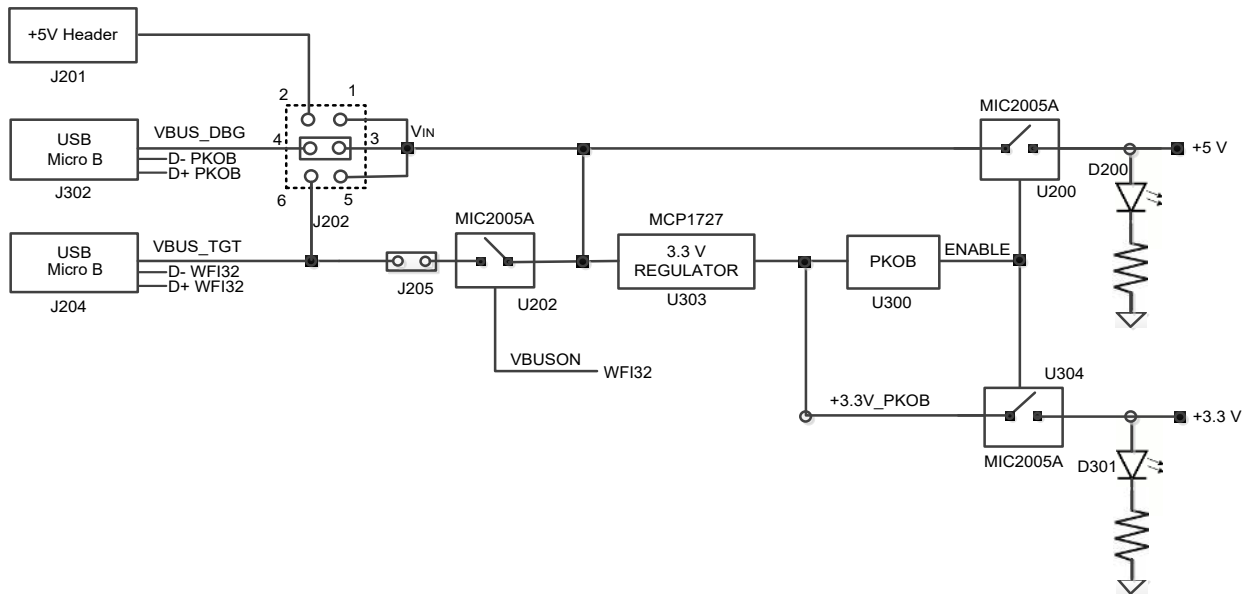 +5V Header
J201
2
1
USB
Micro B
VBUS_DBG
D- PKOB
D+ PKOB
J302
4
3
VIN
MIC2005A
U200
+5 V
D200
6
5
J202
USB
Micro B
VBUS_TGT
D- WFI32
D+ WFI32
J204
J205
MIC2005A
U202
VBUSON
WFI32
MCP1727
3.3 V
REGULATOR
U303
PKOB
U300
ENABLE
U304
+3.3V_PKOB
MIC2005A
+3.3 V
D301